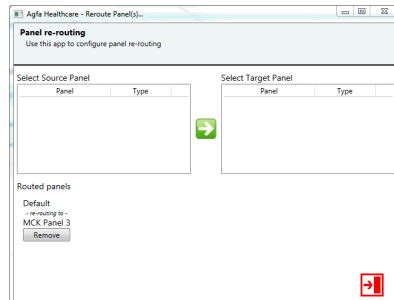 Agfa Healthcare - Reroute Panel(s)...
Panel re-routing
Use this app to configure panel re-routing
Select Source Panel
Select Target Panel
Panel Type
Panel Type
Routed panels
Default
- re-routing to -
MCK Panel 3
Remove